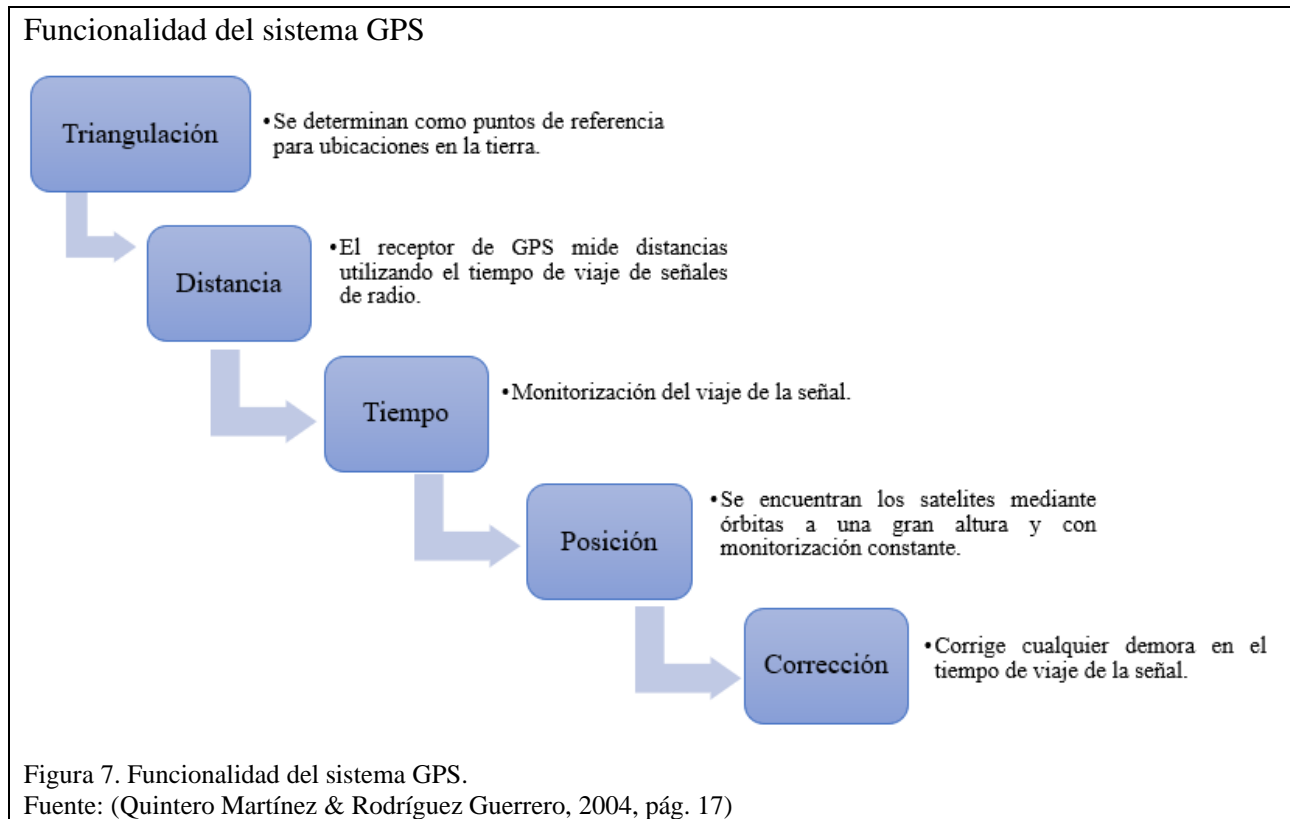 Funcionalidad del sistema GPS
Triangulación
•Se determinan como puntos de referencia
para ubicaciones en la tierra.
Distancia
•El receptor de GPS mide distancias
utilizando el tiempo de viaje de señales
de radio.
Tiempo
•Monitorización del viaje de la señal.
Posición
•Se encuentran los satelites mediante
órbitas a una gran altura y con
monitorización constante.
Corrección
•Corrige cualquier demora en el
tiempo de viaje de la señal.
Figura 7. Funcionalidad del sistema GPS.
Fuente: (Quintero Martínez & Rodríguez Guerrero, 2004, pág. 17)